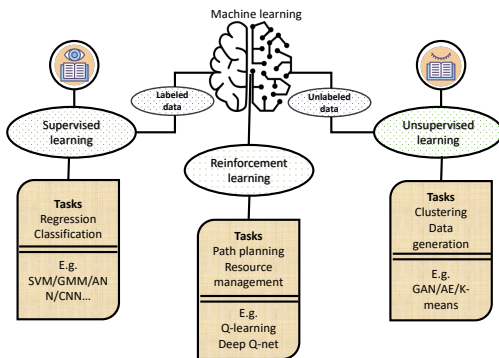 Machine learning
Labeled
data
Unlabeled
data
Supervised
learning
Reinforcement
learning
Unsupervised
learning
Tasks
Regression
Classification
E.g.
SVM/GMM/AN
N/CNN...
Tasks
Path planning
Resource
management
E.g.
Q-learning
Deep Q-net
Tasks
Clustering
Data
generation
E.g.
GAN/AE/K-
means